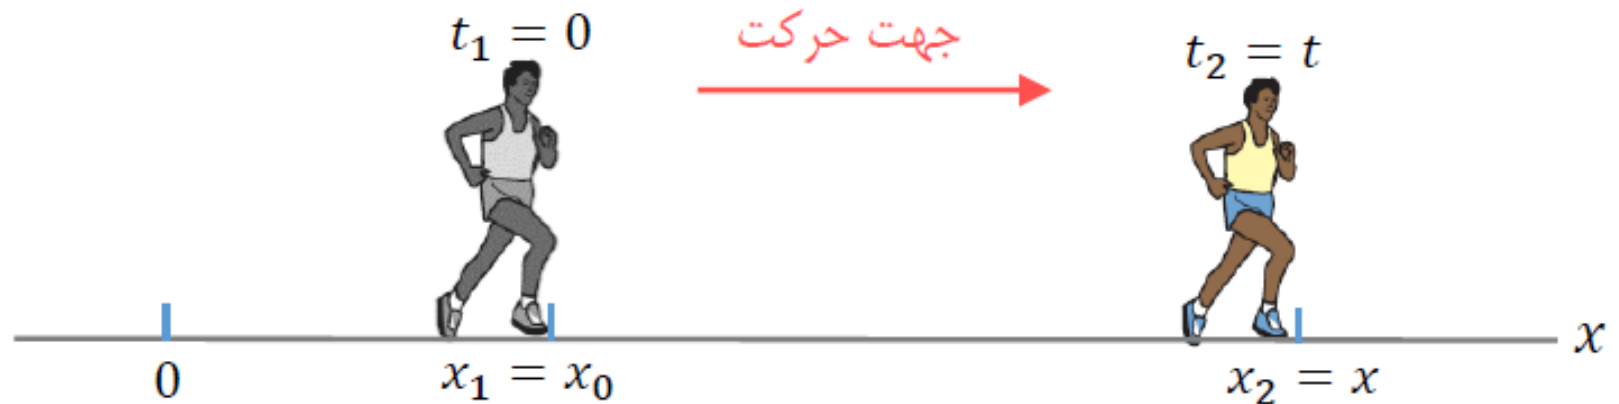 t₁ = 0
جهت حرکت
t₂ = t
x
0
x₁ = x₀
x₂ = x